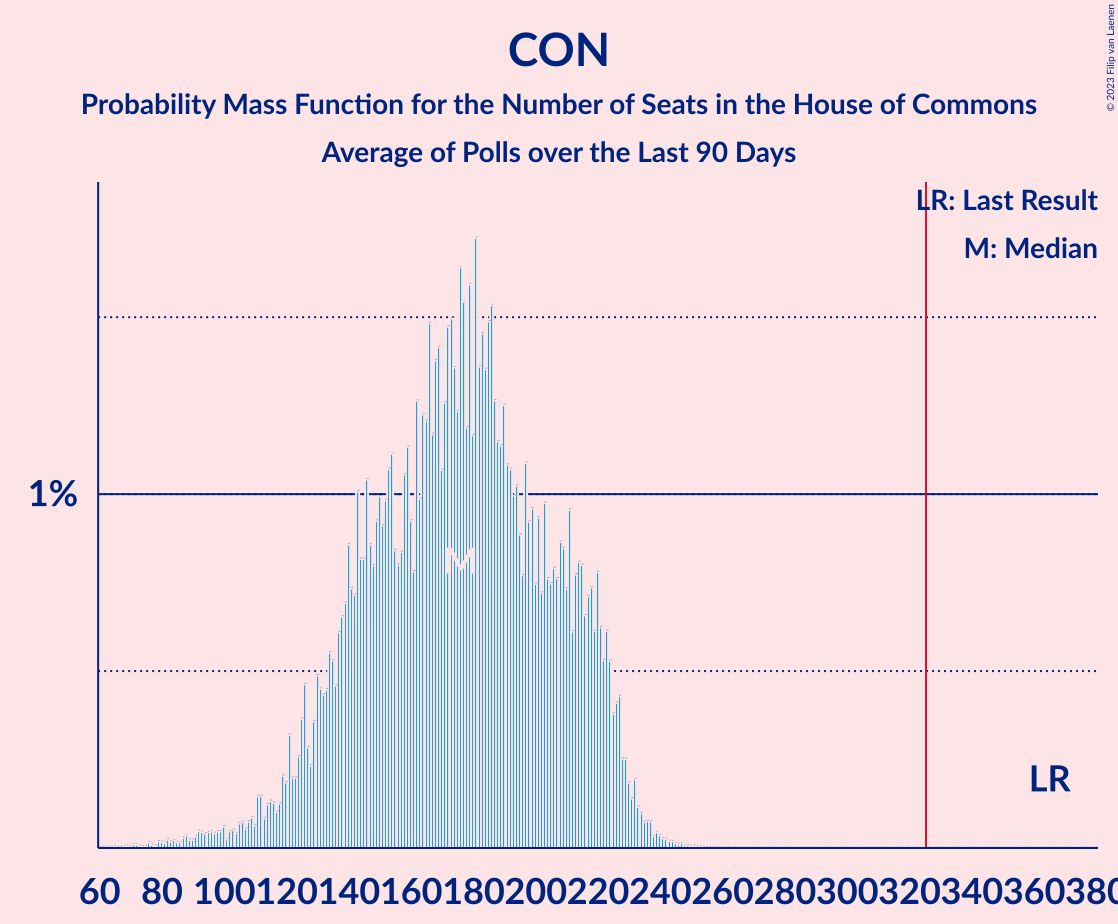 CON
Probability Mass Function for the Number of Seats in the House of Commons
Average of Polls over the Last 90 Days
© 2023 Filip van Laenen
LR: Last Result
M: Median
1%
M
LR
60 80 100 120 140 160 180 200 220 240 260 280 300 320 340 360 380